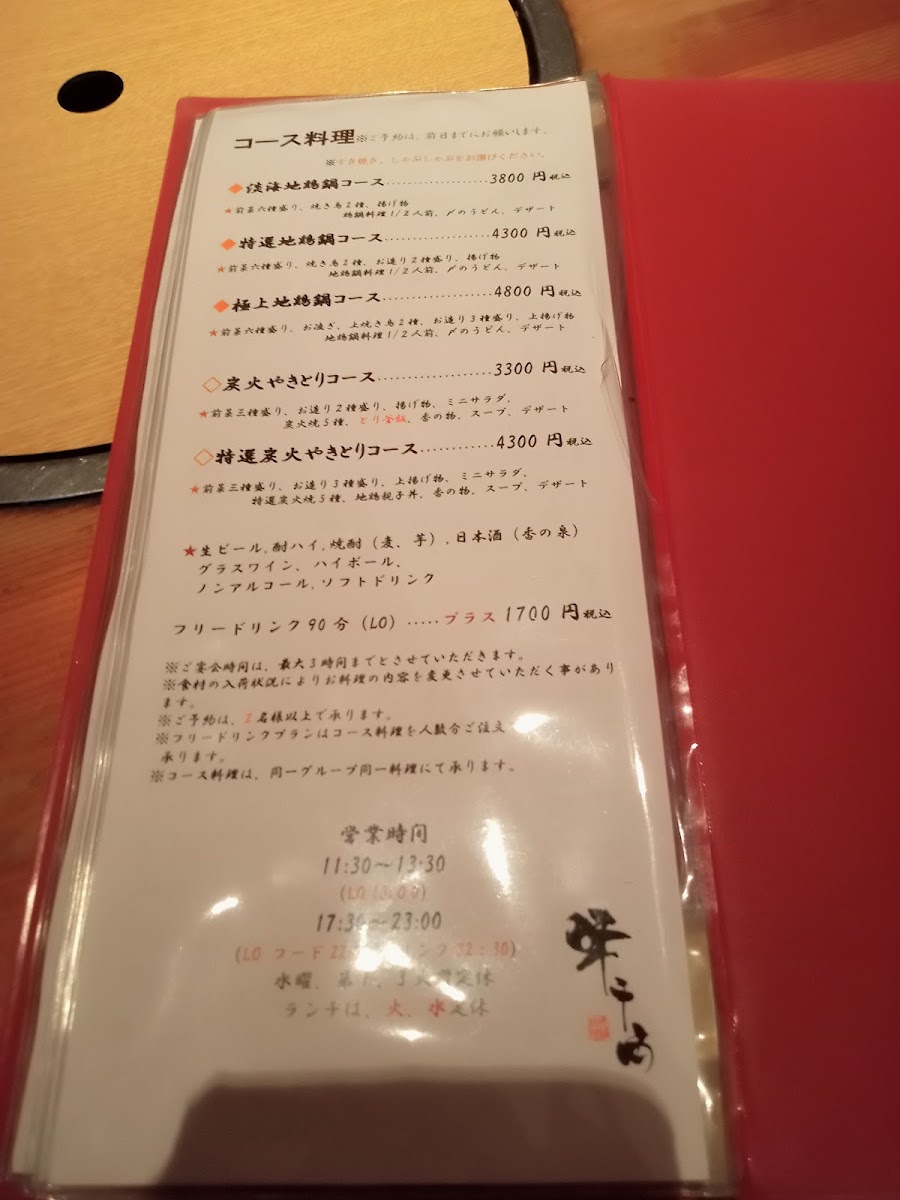 コース料理※ご予約は、前日までにお願いします。
※すき焼き、しゃぶしゃぶをお選びください。
◆淡海地鶏鍋コース..................3800 円税込
★前菜六種盛り、焼き鳥2種、揚げ物
鶏鍋料理1/2人前、〆のうどん、デザート
◆特選地鶏鍋コース..................4300 円税込
★前菜六種盛り、焼き鳥2種、お造り2種盛り、揚げ物
地鶏鍋料理1/2人前、〆のうどん、デザート
◆極上地鶏鍋コース...................4800 円税込
★前菜六種盛り、お凌ぎ、上焼き鳥2種、お造り3種盛り、上揚げ物
地鶏鍋料理1/2人前、〆のうどん、デザート
◇炭火やきとりコース...................3300 円税込
★前菜三種盛り、お造り2種盛り、揚げ物、ミニサラダ、
炭火焼5種、とり釜飯、香の物、スープ、デザート
◇特選炭火やきとりコース............4300 円税込
★前菜三種盛り、お造り3種盛り、上揚げ物、ミニサラダ、
特選炭火焼5種、地鶏親子丼、香の物、スープ、デザート
★生ビール,酎ハイ,焼酎（麦、芋）,日本酒（香の泉）
グラスワイン、ハイボール、
ノンアルコール,ソフトドリンク
フリードリンク90分（LO）.....プラス1700 円税込
※ご宴会時間は、最大3時間までとさせていただきます。
※食材の入荷状況によりお料理の内容を変更させていただく事があり
ます。
※ご予約は、2名様以上で承ります。
※フリードリンクプランはコース料理を人数分ご注文
承ります。
※コース料理は、同一グループ同一料理にて承ります。
営業時間
11:30～13:30
(LO 13:00)
17:30～23:00
(LO フード 22 ンク 22:30)
水曜、第 定休
ランチは、火、水定休